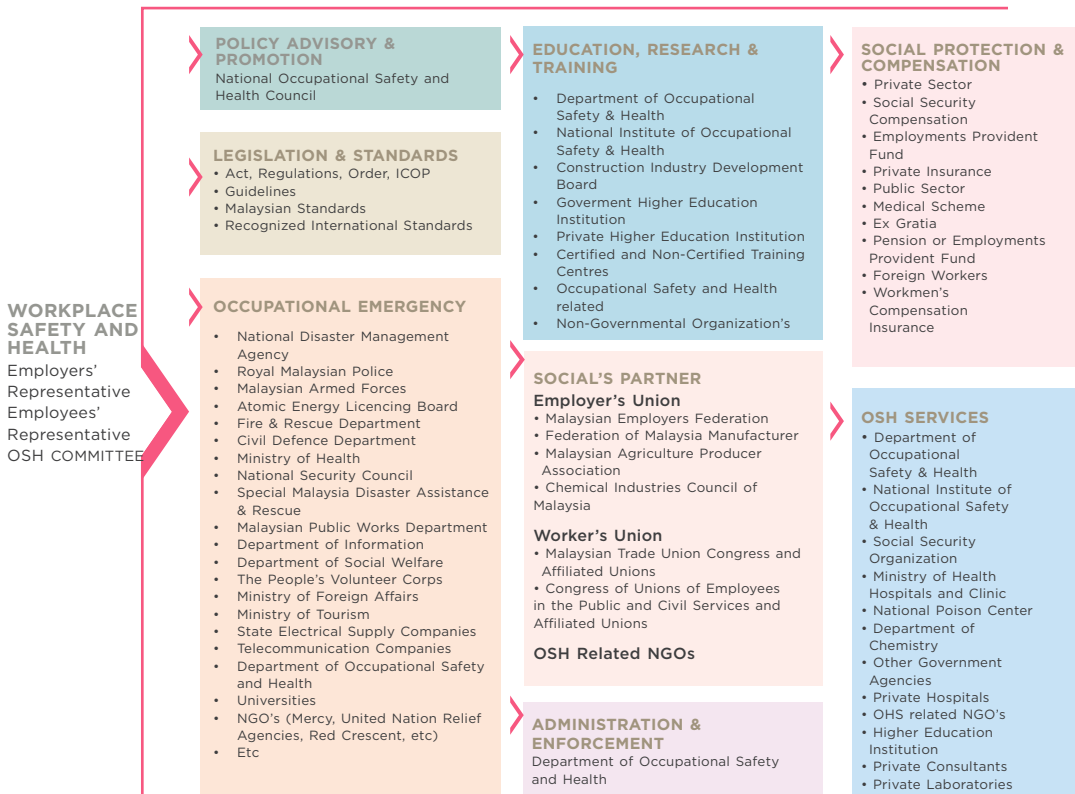 WORKPLACE
SAFETY AND
HEALTH
Employers’
Representative
Employees’
Representative
OSH COMMITTEE
POLICY ADVISORY &
PROMOTION
National Occupational Safety and
Health Council
LEGISLATION & STANDARDS
• Act, Regulations, Order, ICOP
• Guidelines
• Malaysian Standards
• Recognized International Standards
OCCUPATIONAL EMERGENCY
• National Disaster Management
Agency
• Royal Malaysian Police
• Malaysian Armed Forces
• Atomic Energy Licencing Board
• Fire & Rescue Department
• Civil Defence Department
• Ministry of Health
• National Security Council
• Special Malaysia Disaster Assistance
& Rescue
• Malaysian Public Works Department
• Department of Information
• Department of Social Welfare
• The People’s Volunteer Corps
• Ministry of Foreign Affairs
• Ministry of Tourism
• State Electrical Supply Companies
• Telecommunication Companies
• Department of Occupational Safety
and Health
• Universities
• NGO’s (Mercy, United Nation Relief
Agencies, Red Crescent, etc)
• Etc
EDUCATION, RESEARCH &
TRAINING
• Department of Occupational
Safety & Health
• National Institute of Occupational
Safety & Health
• Construction Industry Development
Board
• Goverment Higher Education
Institution
• Private Higher Education Institution
• Certified and Non-Certified Training
Centres
• Occupational Safety and Health
related
• Non-Governmental Organization’s
SOCIAL’S PARTNER
Employer’s Union
• Malaysian Employers Federation
• Federation of Malaysia Manufacturer
• Malaysian Agriculture Producer
Association
• Chemical Industries Council of
Malaysia
Worker’s Union
• Malaysian Trade Union Congress and
Affiliated Unions
• Congress of Unions of Employees
in the Public and Civil Services and
Affiliated Unions
OSH Related NGOs
ADMINISTRATION &
ENFORCEMENT
Department of Occupational Safety
and Health
SOCIAL PROTECTION &
COMPENSATION
• Private Sector
• Social Security
Compensation
• Employments Provident
Fund
• Private Insurance
• Public Sector
• Medical Scheme
• Ex Gratia
• Pension or Employments
Provident Fund
• Foreign Workers
• Workmen’s
Compensation
Insurance
OSH SERVICES
• Department of
Occupational
Safety & Health
• National Institute of
Occupational Safety
& Health
• Social Security
Organization
• Ministry of Health
Hospitals and Clinic
• National Poison Center
• Department of
Chemistry
• Other Government
Agencies
• Private Hospitals
• OHS related NGO’s
• Higher Education
Institution
• Private Consultants
• Private Laboratories